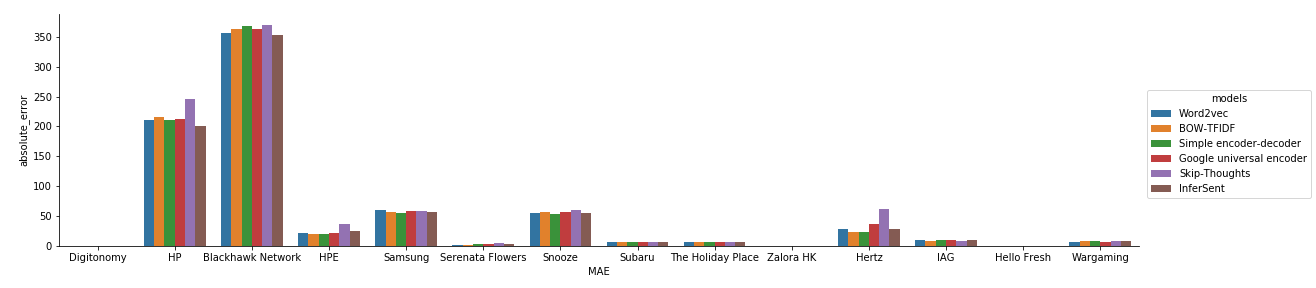 350
300
250
200
150
100
50
0
absolute_error
Digitonomy HP Blackhawk Network HPE Samsung Serenata Flowers Snooze Subaru The Holiday Place Zalora HK Hertz IAG Hello Fresh Wargaming
MAE
models
Word2vec
BOW-TFIDF
Simple encoder-decoder
Google universal encoder
Skip-Thoughts
InferSent